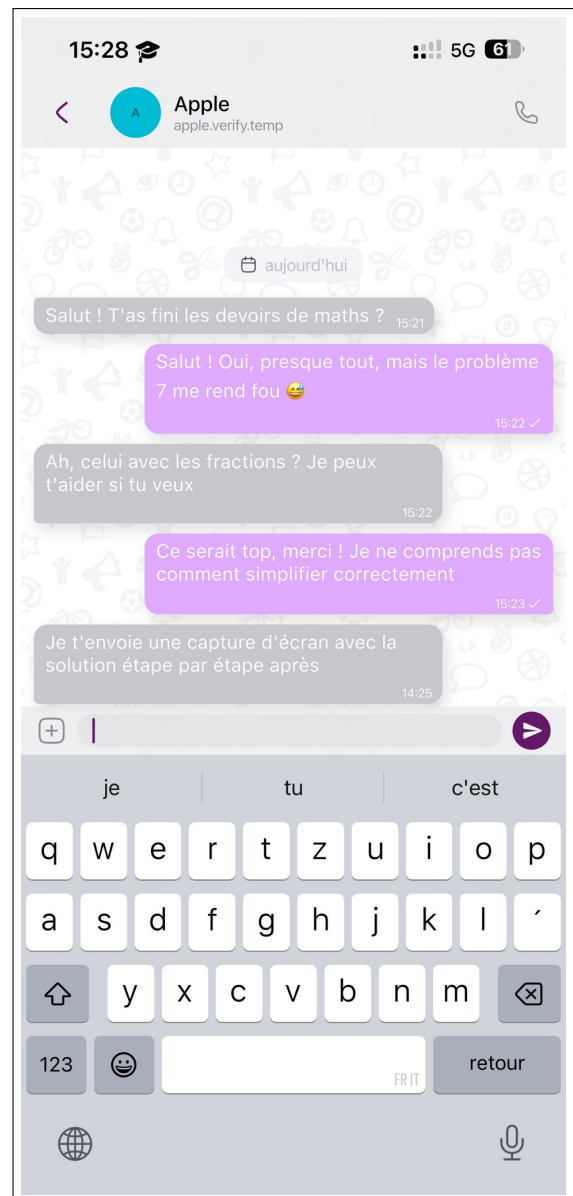 15:28 5G 61
A
Apple
apple.verify.temp
aujourd'hui
Salut ! T'as fini les devoirs de maths ? 15:21
Salut ! Oui, presque tout, mais le problème
7 me rend fou 😅
15:22
Ah, celui avec les fractions ? Je peux
t'aider si tu veux
15:22
Ce serait top, merci ! Je ne comprends pas
comment simplifier correctement
15:23
Je t'envoie une capture d'écran avec la
solution étape par étape après
14:25
je tu c'est
q w e r t z u i o p
a s d f g h j k l ´
y x c v b n m
123 FR IT retour